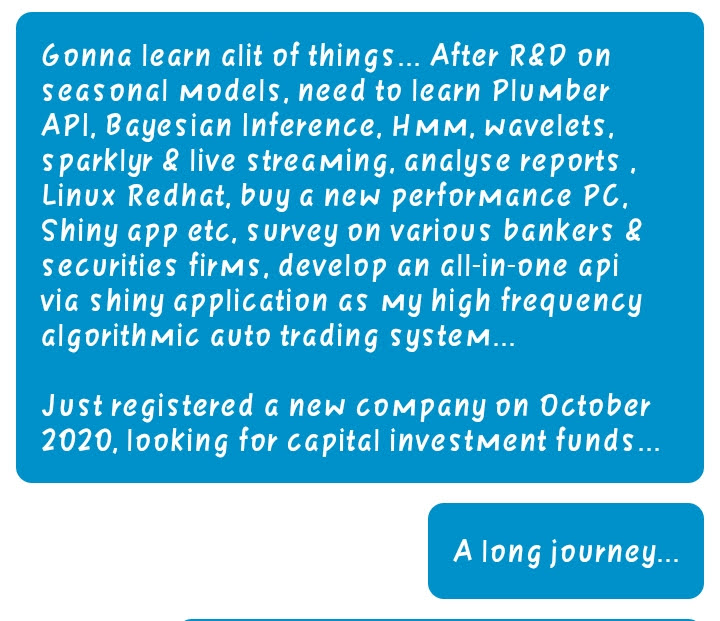 Gonna learn alit of things... After R&D on
seasonal models, need to learn Plumber
API, Bayesian Inference, HMM, wavelets,
sparklyr & live streaming, analyse reports ,
Linux Redhat, buy a new performance PC,
Shiny app etc, survey on various bankers &
securities firms, develop an all-in-one api
via shiny application as my high frequency
algorithmic auto trading system...
Just registered a new company on October
2020, looking for capital investment funds...
A long journey...